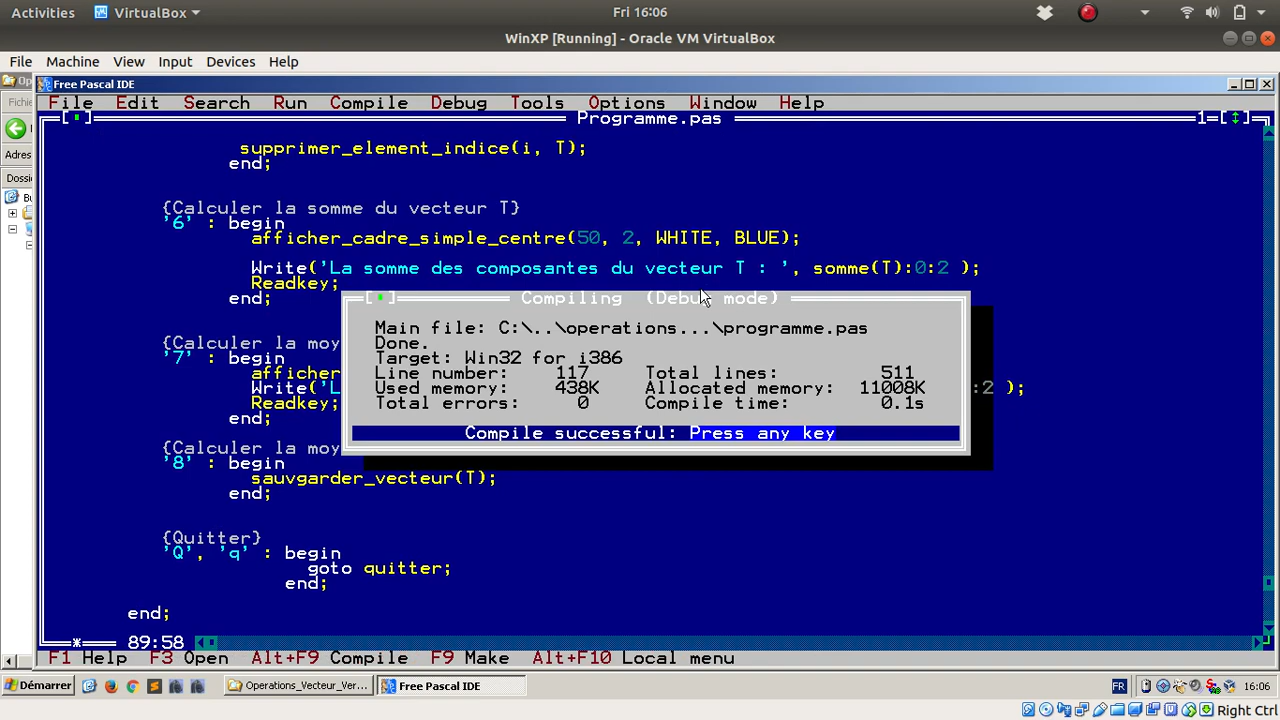 Activities VirtualBox Fri 16:06
WinXP [Running] - Oracle VM VirtualBox
File Machine View Input Devices Help
Free Pascal IDE
Fichie
File Edit Search Run Compile Debug Tools Options Window Help
Programme.pas 1
Adres
Dossie
Bu
supprimer_element_indice(i, T);
end;
{Calculer la somme du vecteur T}
'6' : begin
afficher_cadre_simple_centre(50, 2, WHITE, BLUE);
Write('La somme des composantes du vecteur T : ', somme(T):0:2 );
Readkey;
end;
Compiling (Debug mode)
Main file: C:\..\operations...\programme.pas
Done.
Target: Win32 for i386
Line number: 117 Total lines: 511
Used memory: 438K Allocated memory: 11008K
Total errors: 0 Compile time: 0.1s
Compile successful: Press any key
{Calculer la moy
'7' : begin
afficher
Write('L :2 );
Readkey;
end;
{Calculer la moy
'8' : begin
sauvgarder_vecteur(T);
end;
{Quitter}
'Q', 'q' : begin
goto quitter;
end;
end;
* 89:58
F1 Help F3 Open Alt+F9 Compile F9 Make Alt+F10 Local menu
Démarrer Operations_Vecteur_Ver... Free Pascal IDE FR 16:06
Right Ctrl